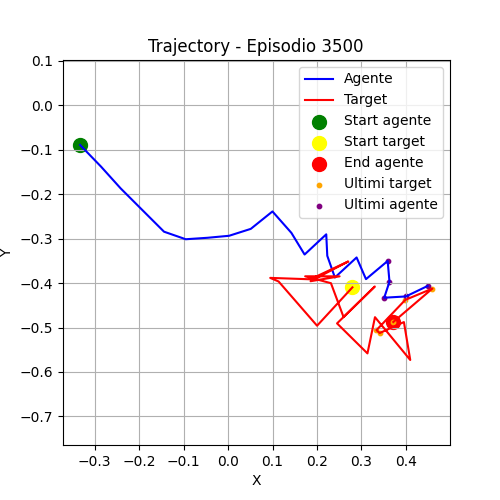 Trajectory - Episodio 3500
Agente
Target
Start agente
Start target
End agente
Ultimi target
Ultimi agente
0.1
0.0
−0.1
−0.2
−0.3
−0.4
−0.5
−0.6
−0.7
Y
−0.3
−0.2
−0.1
0.0
0.1
0.2
0.3
0.4
X